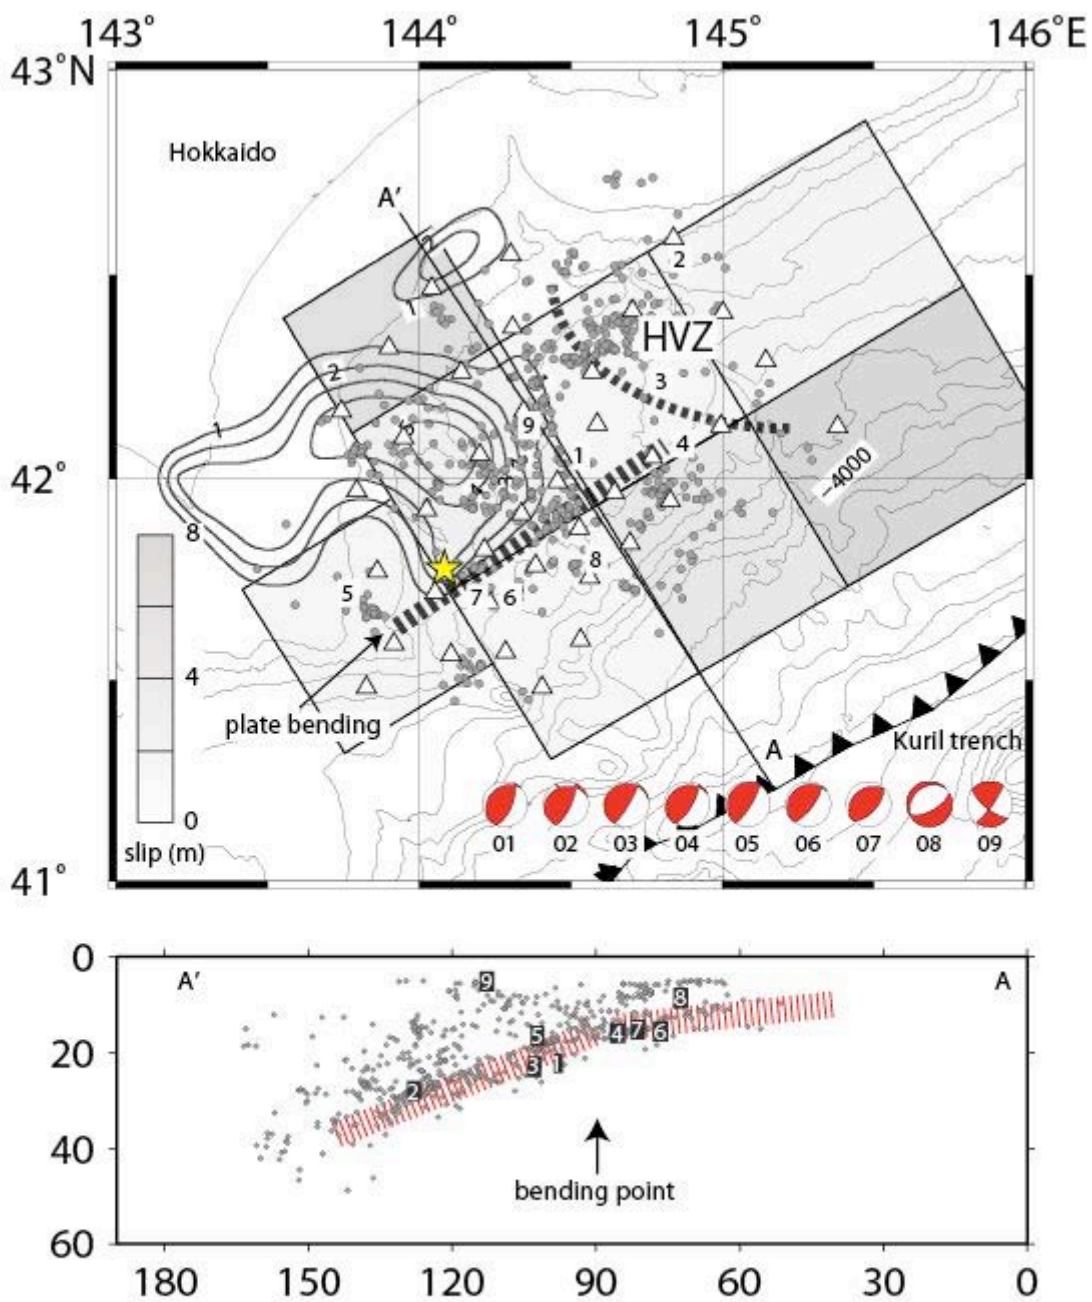 143° 144° 145° 146°E
43°N
Hokkaido
A'
2
1
HVZ
2
3
1
5
9
4
1
42°
4
3
8
8
5
7 6
4
plate bending
A
Kuril trench
−4000
0
slip (m)
01 02 03 04 05 06 07 08 09
41°
0
A' A
9
8
20
5 4 7 6
3 1
2
40
bending point
60
180 150 120 90 60 30 0